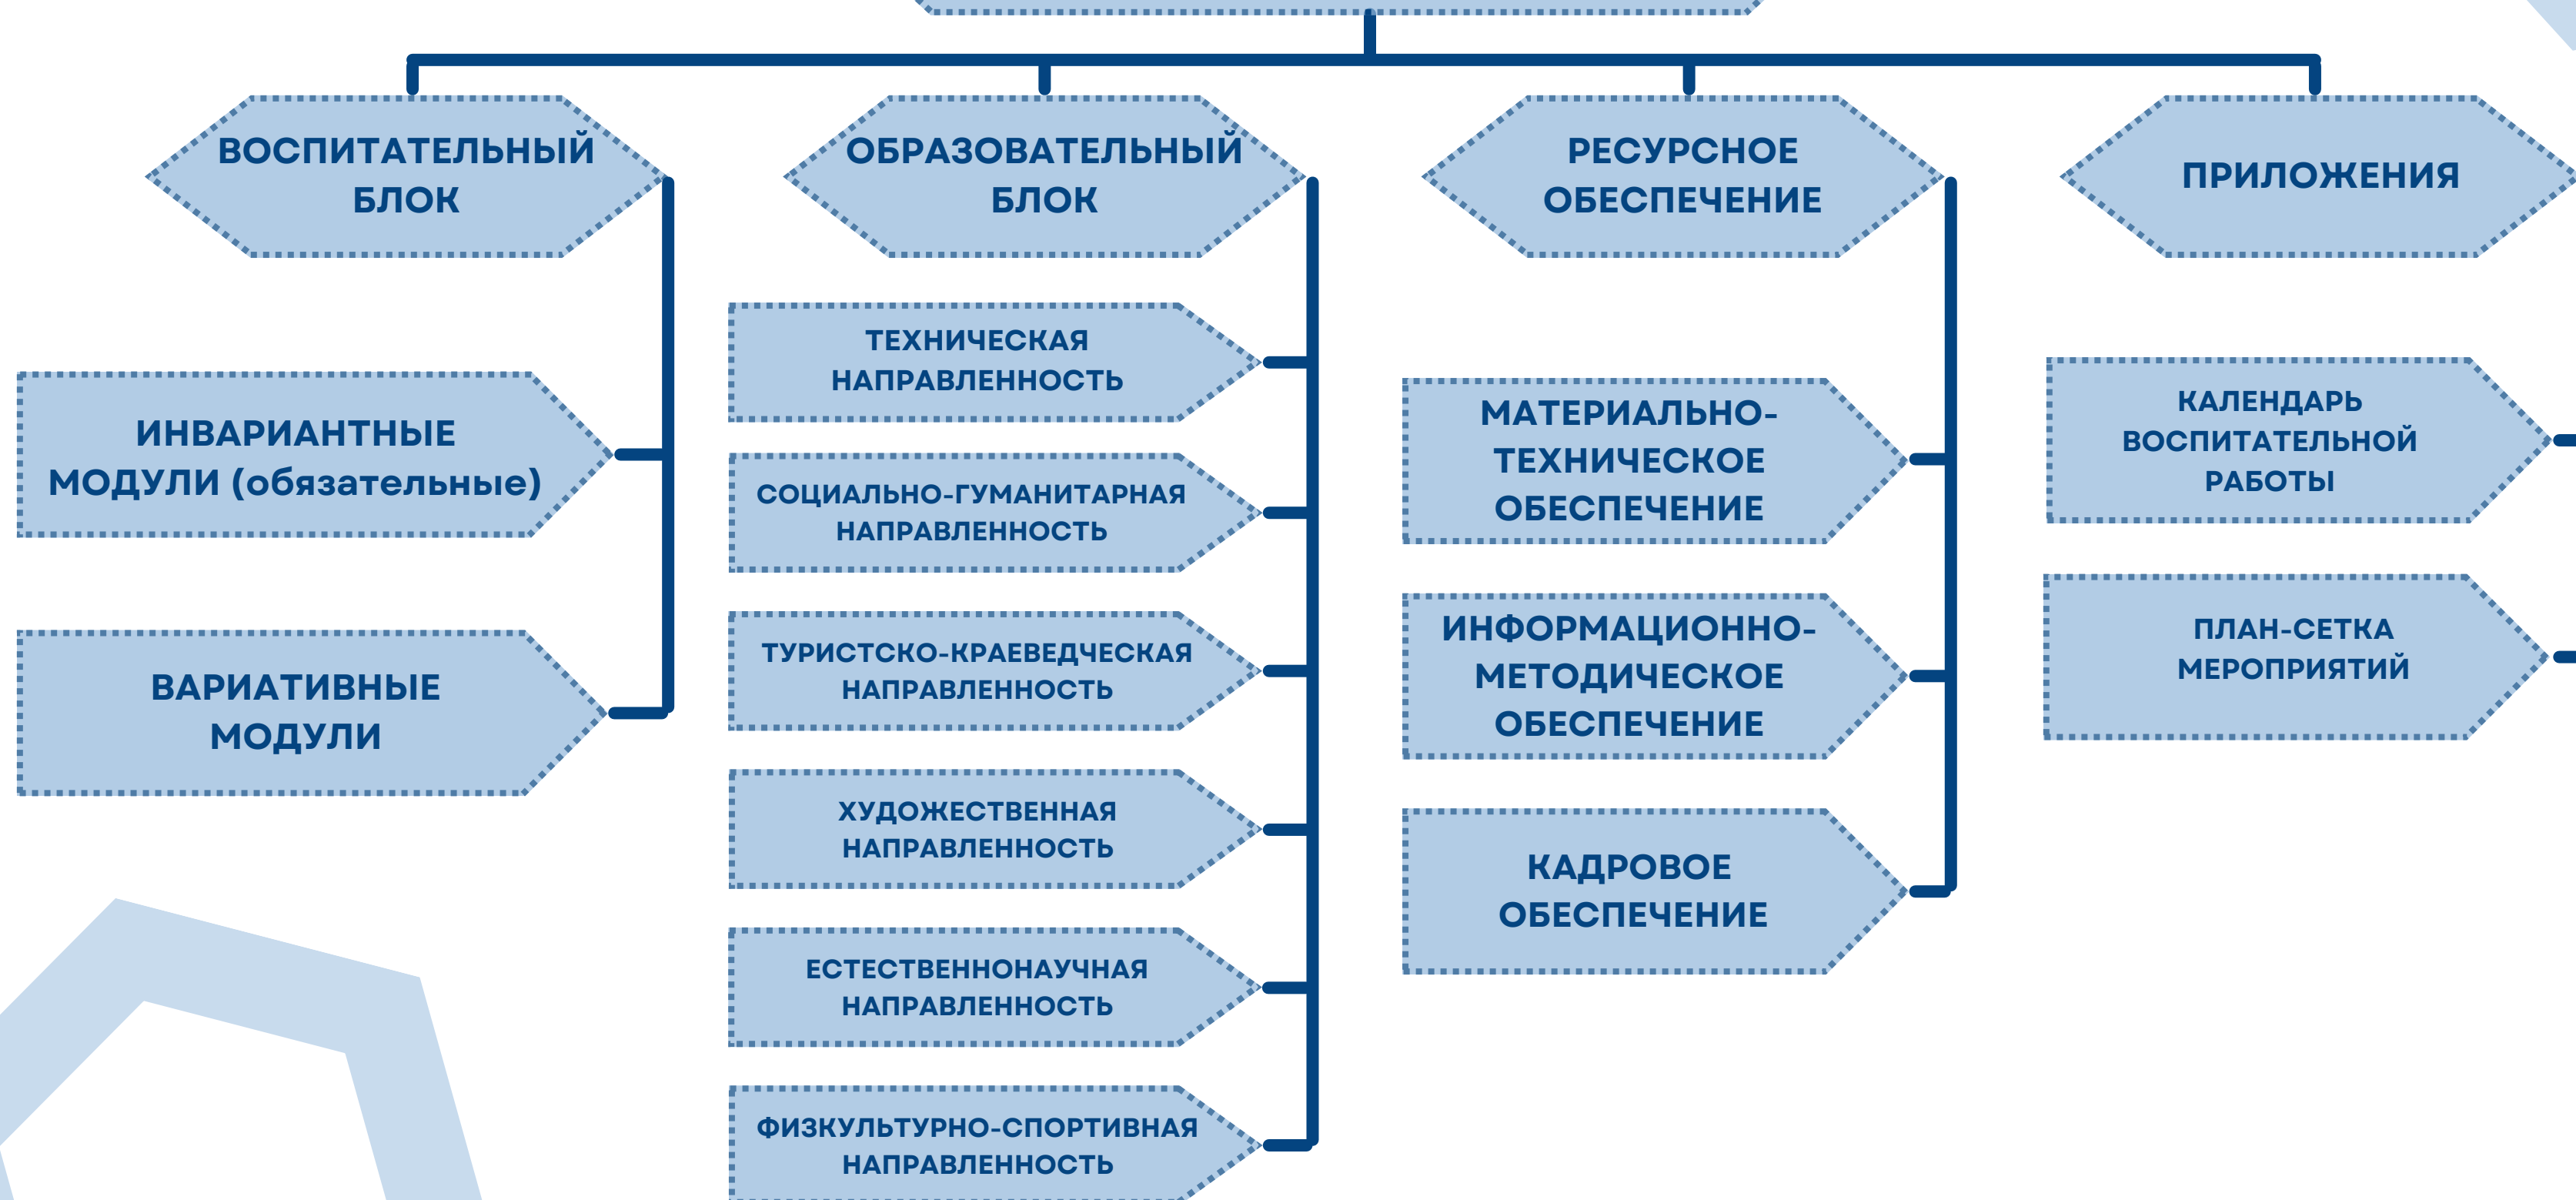 ВОСПИТАТЕЛЬНЫЙ
БЛОК
ИНВАРИАНТНЫЕ
МОДУЛИ (обязательные)
ВАРИАТИВНЫЕ
МОДУЛИ
ОБРАЗОВАТЕЛЬНЫЙ
БЛОК
ТЕХНИЧЕСКАЯ
НАПРАВЛЕННОСТЬ
СОЦИАЛЬНО-ГУМАНИТАРНАЯ
НАПРАВЛЕННОСТЬ
ТУРИСТСКО-КРАЕВЕДЧЕСКАЯ
НАПРАВЛЕННОСТЬ
ХУДОЖЕСТВЕННАЯ
НАПРАВЛЕННОСТЬ
ЕСТЕСТВЕННОНАУЧНАЯ
НАПРАВЛЕННОСТЬ
ФИЗКУЛЬТУРНО-СПОРТИВНАЯ
НАПРАВЛЕННОСТЬ
РЕСУРСНОЕ
ОБЕСПЕЧЕНИЕ
МАТЕРИАЛЬНО-
ТЕХНИЧЕСКОЕ
ОБЕСПЕЧЕНИЕ
ИНФОРМАЦИОННО-
МЕТОДИЧЕСКОЕ
ОБЕСПЕЧЕНИЕ
КАДРОВОЕ
ОБЕСПЕЧЕНИЕ
ПРИЛОЖЕНИЯ
КАЛЕНДАРЬ
ВОСПИТАТЕЛЬНОЙ
РАБОТЫ
ПЛАН-СЕТКА
МЕРОПРИЯТИЙ